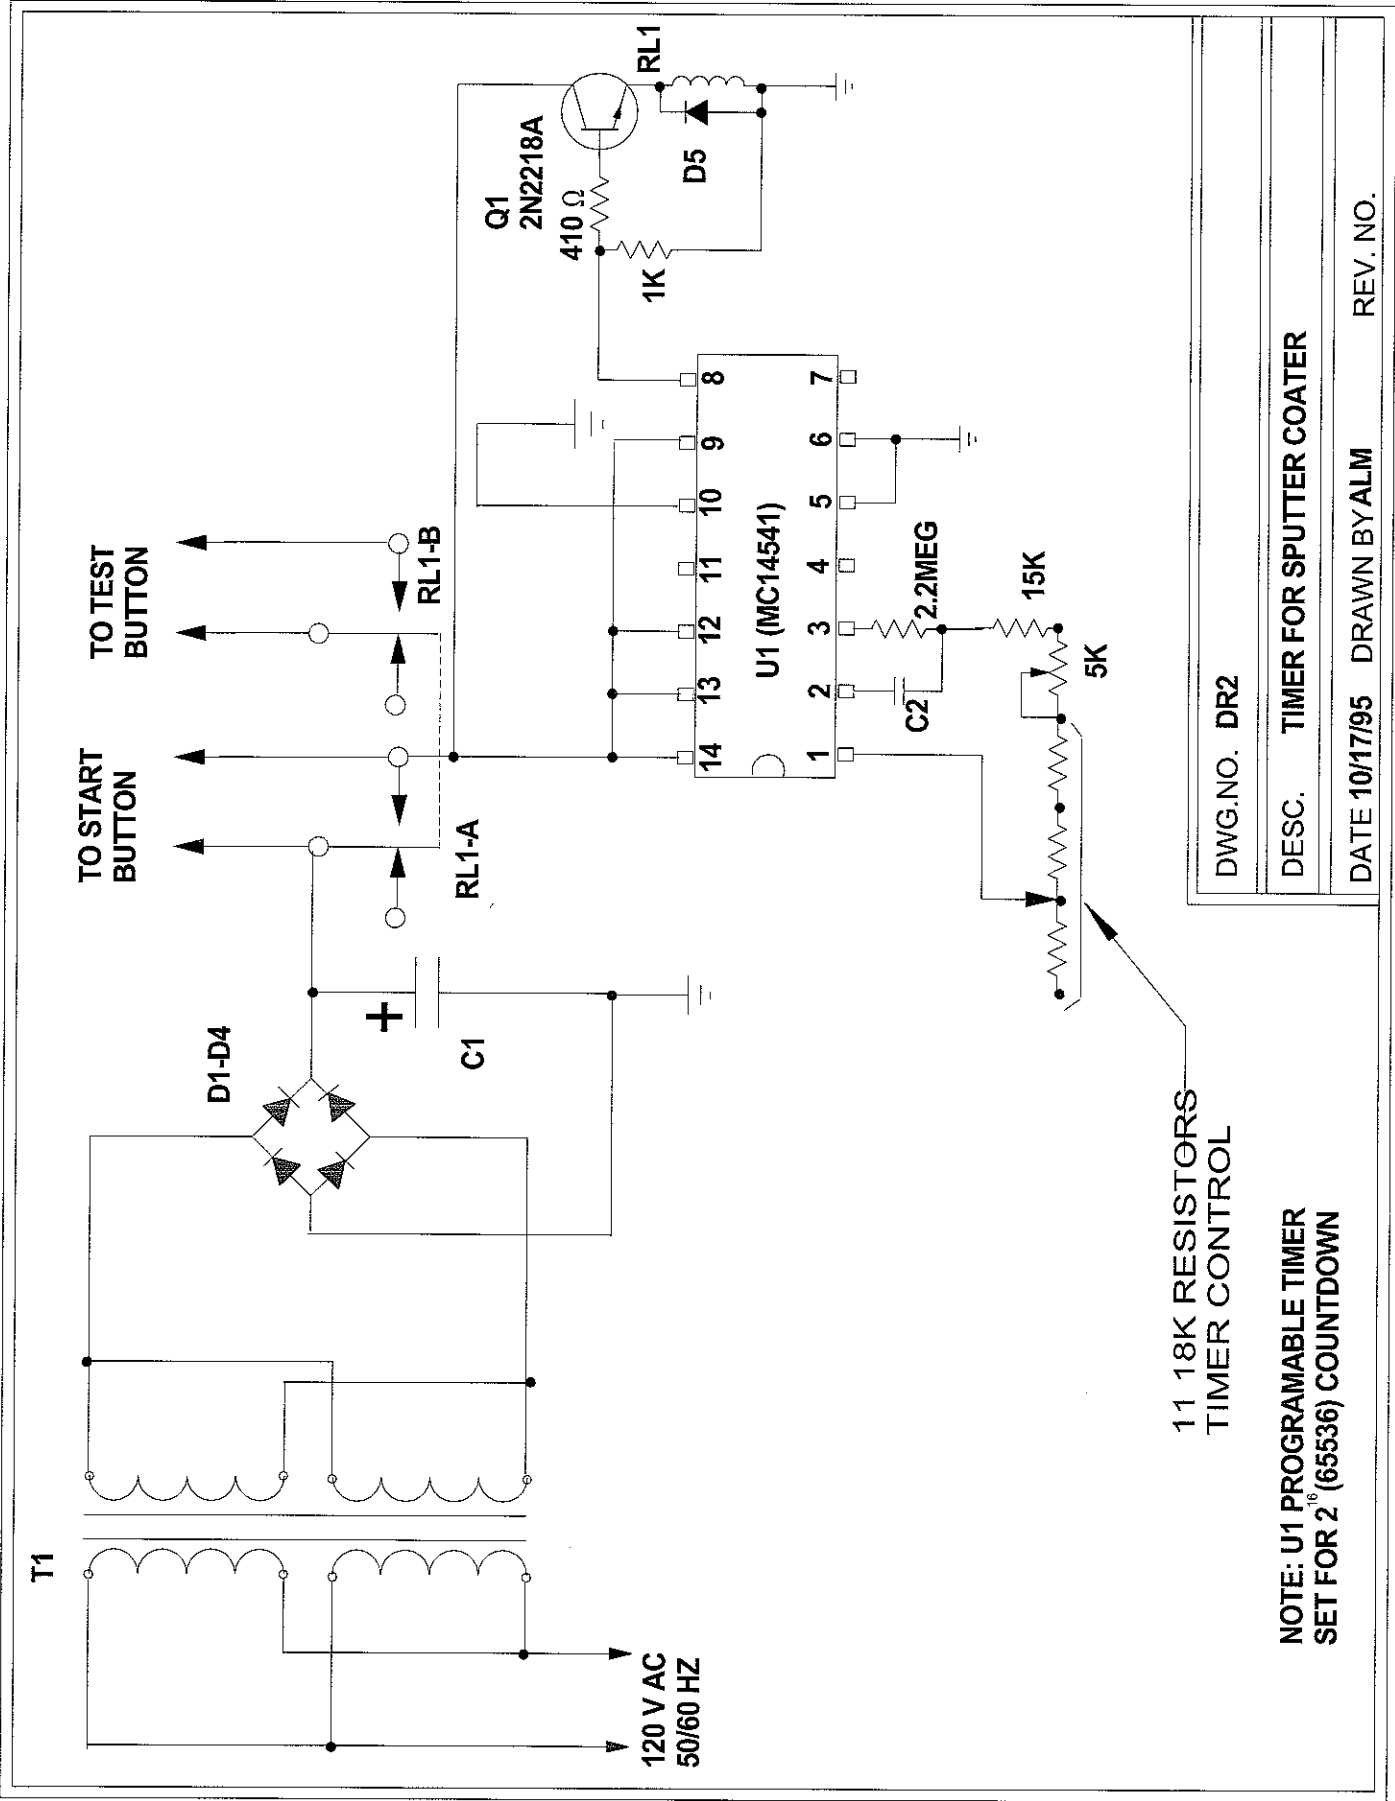 T1
120 V AC
50/60 HZ
D1-D4
+
C1
TO START
BUTTON
TO TEST
BUTTON
RL1-A
RL1-B
Q1
2N2218A
410 Ω
1K
D5
RL1
14 13 12 11 10 9 8
U1 (MC14541)
1 2 3 4 5 6 7
C2
2.2MEG
15K
5K
11 18K RESISTORS
TIMER CONTROL
NOTE: U1 PROGRAMABLE TIMER
SET FOR 2¹⁶ (65536) COUNTDOWN
DWG.NO. DR2
DESC. TIMER FOR SPUTTER COATER
DATE 10/17/95 DRAWN BY ALM REV. NO.